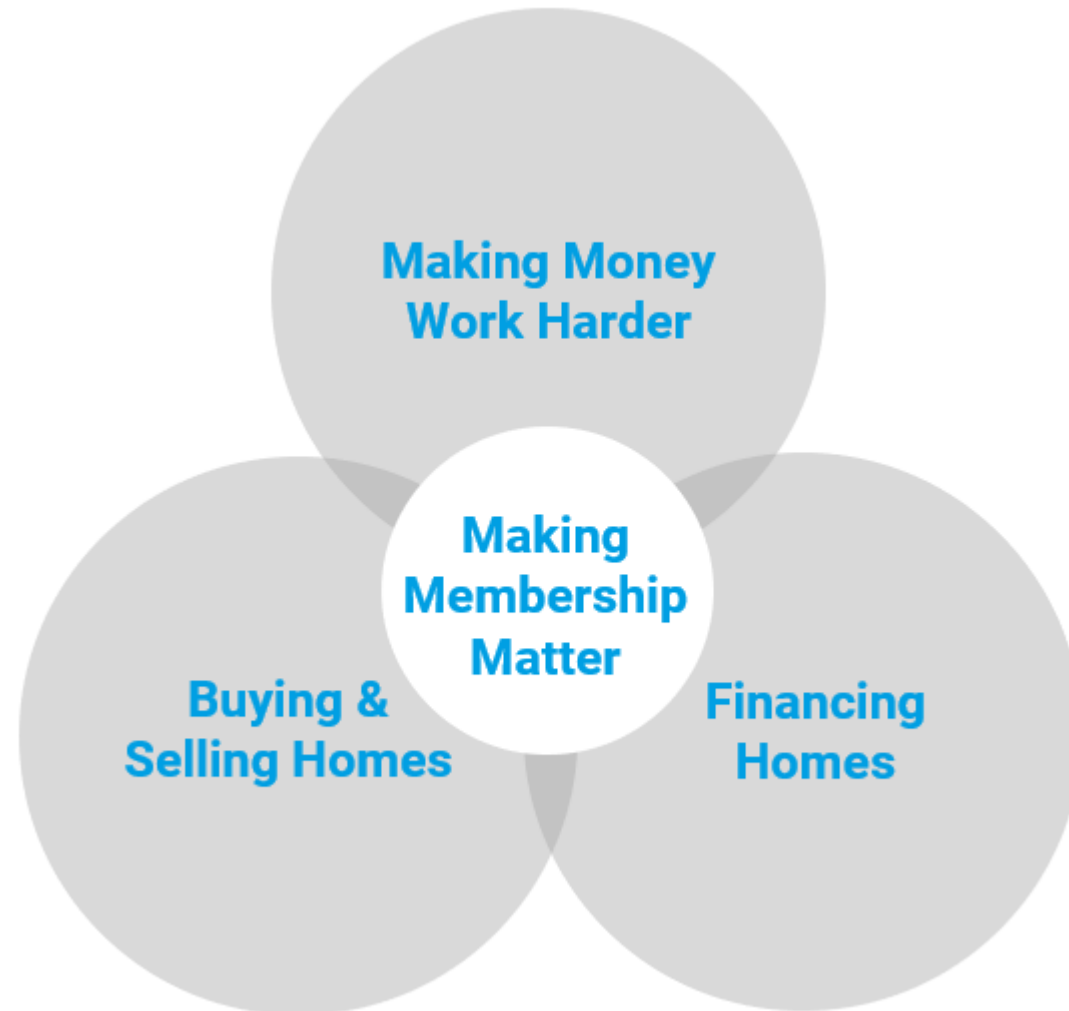 Making Money
Work Harder
Making
Membership
Matter
Buying &
Selling Homes
Financing
Homes